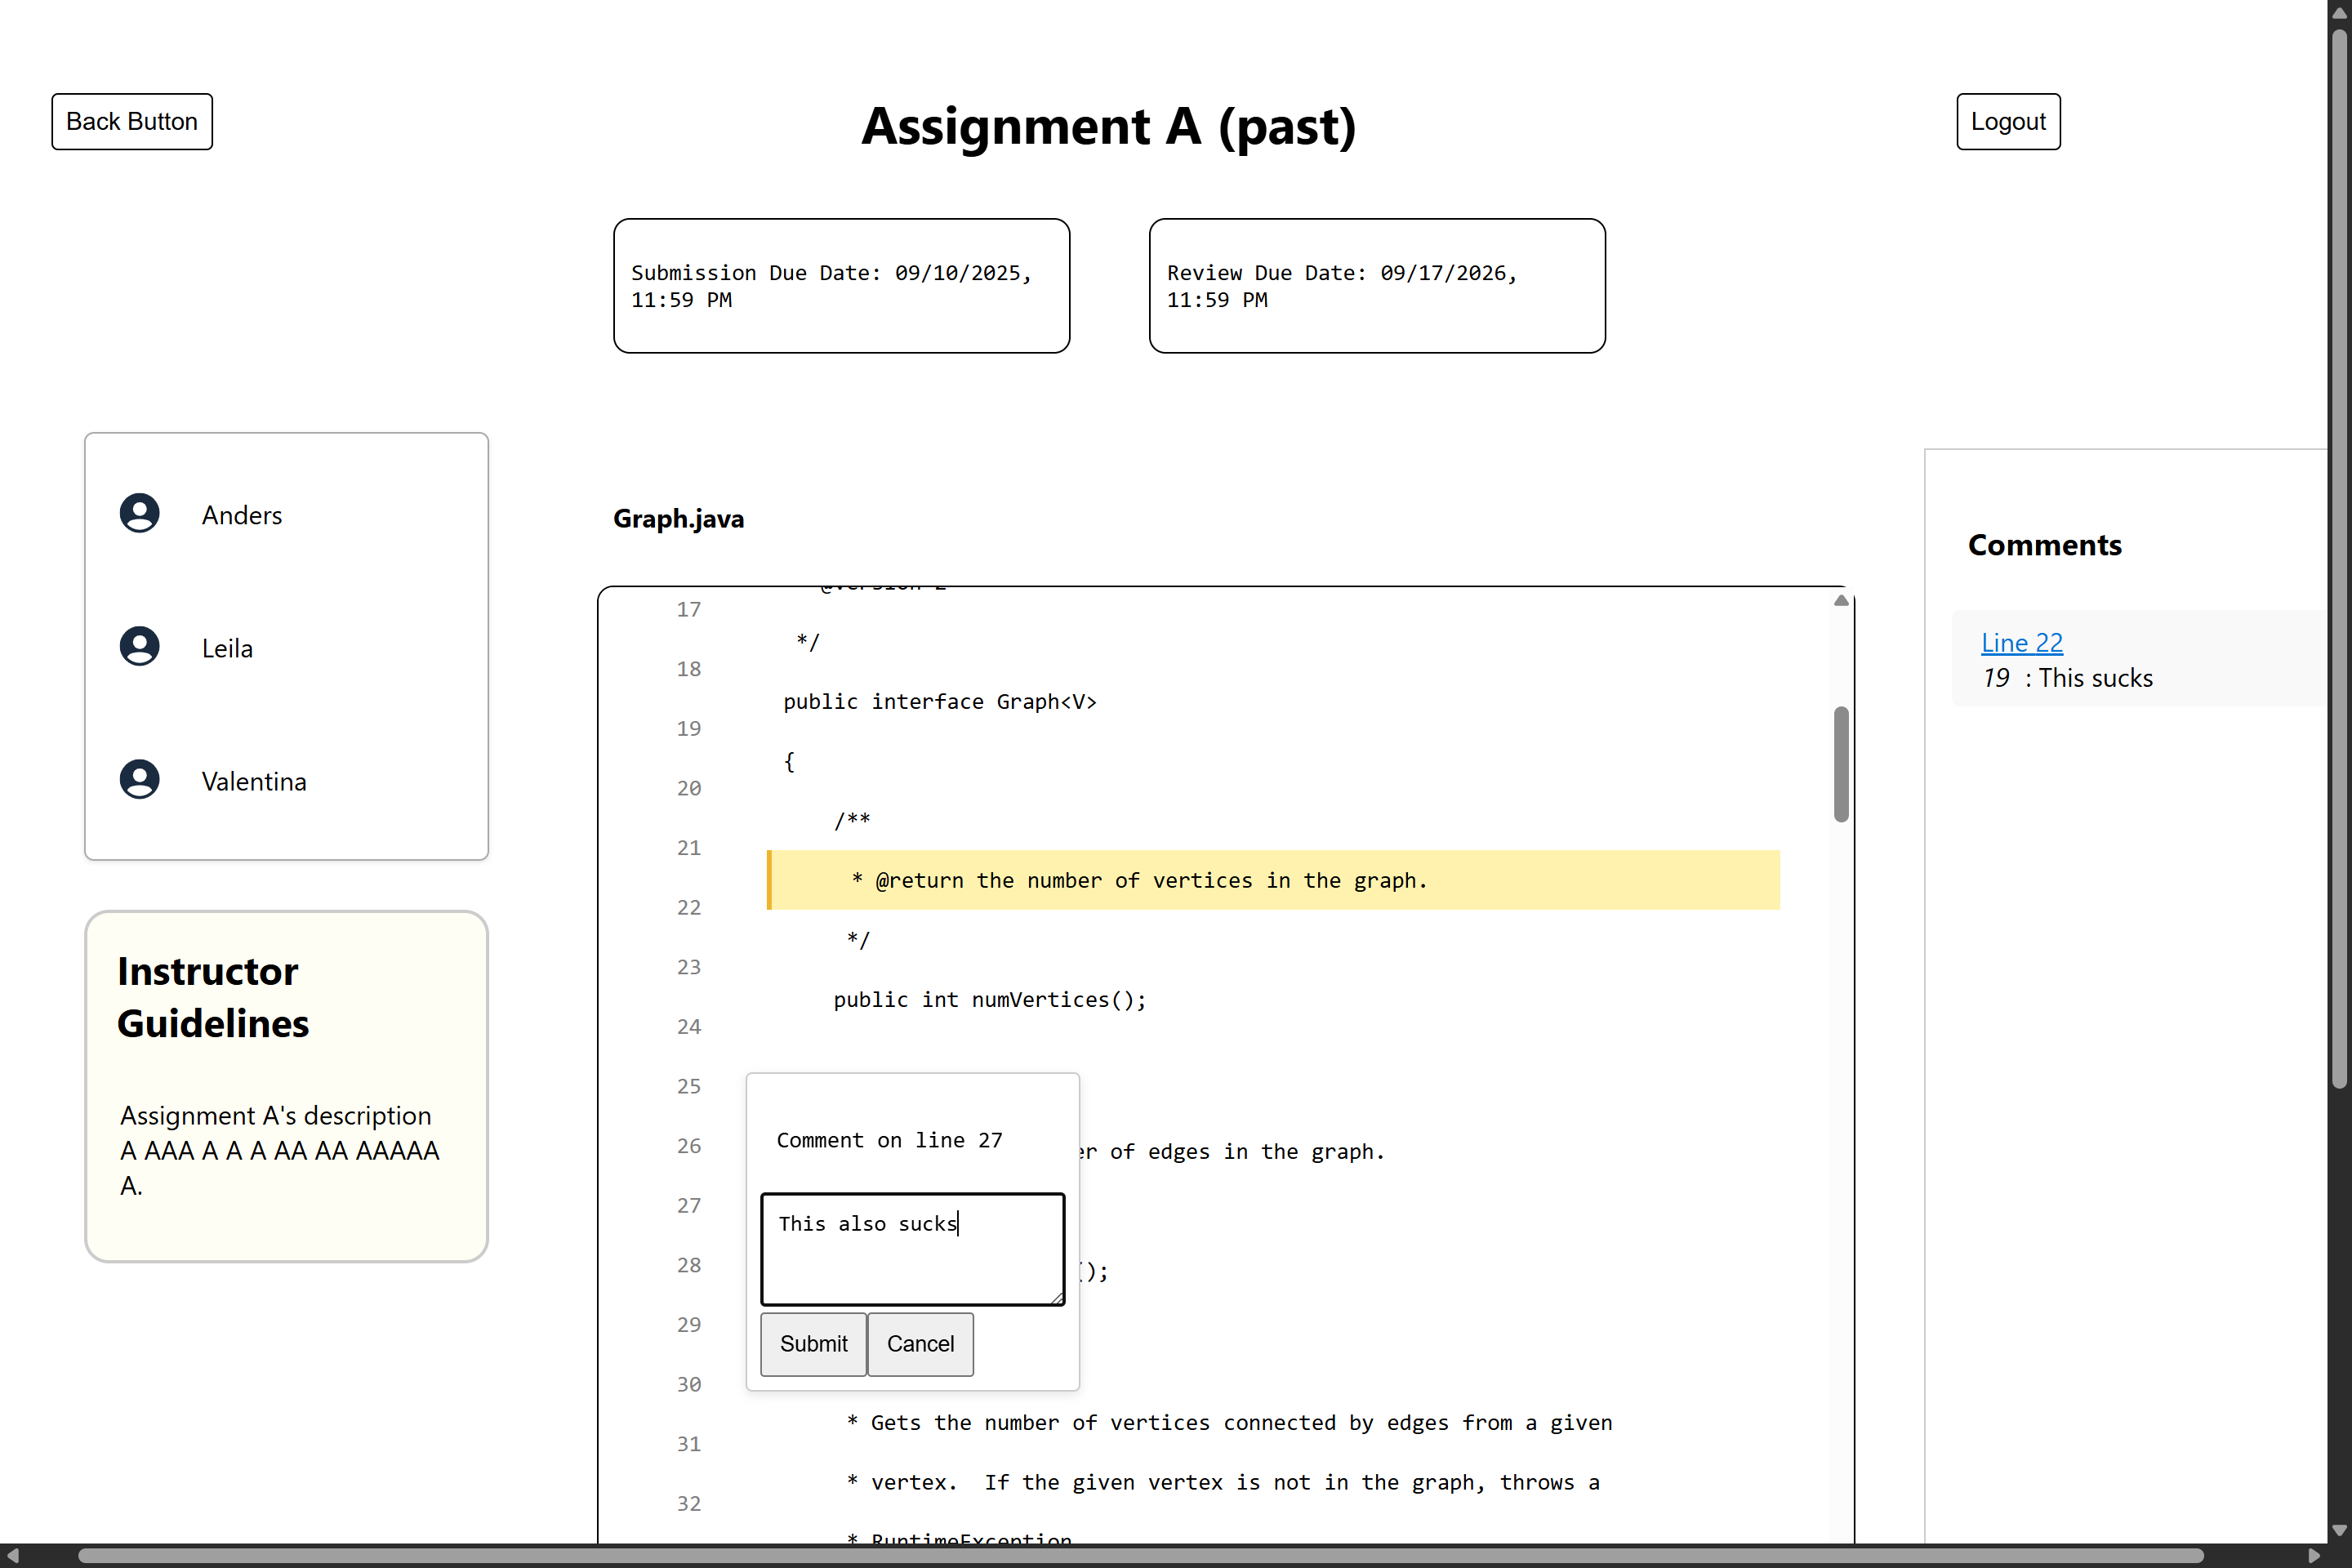 Back Button
Assignment A (past)
Logout
Submission Due Date: 09/10/2025,
11:59 PM
Review Due Date: 09/17/2026,
11:59 PM
Anders
Leila
Valentina
Instructor
Guidelines
Assignment A's description
A AAA A A A AA AA AAAAA
A.
Graph.java
17
*/
18
public interface Graph<V>
19
{
20
/**
21
* @return the number of vertices in the graph.
22
*/
23
public int numVertices();
24
25
Comment on line 27
26
er of edges in the graph.
27
This also sucks
28
);
29
Submit
Cancel
30
* Gets the number of vertices connected by edges from a given
31
* vertex.  If the given vertex is not in the graph, throws a
32
* RuntimeException
Comments
Line 22
19 : This sucks